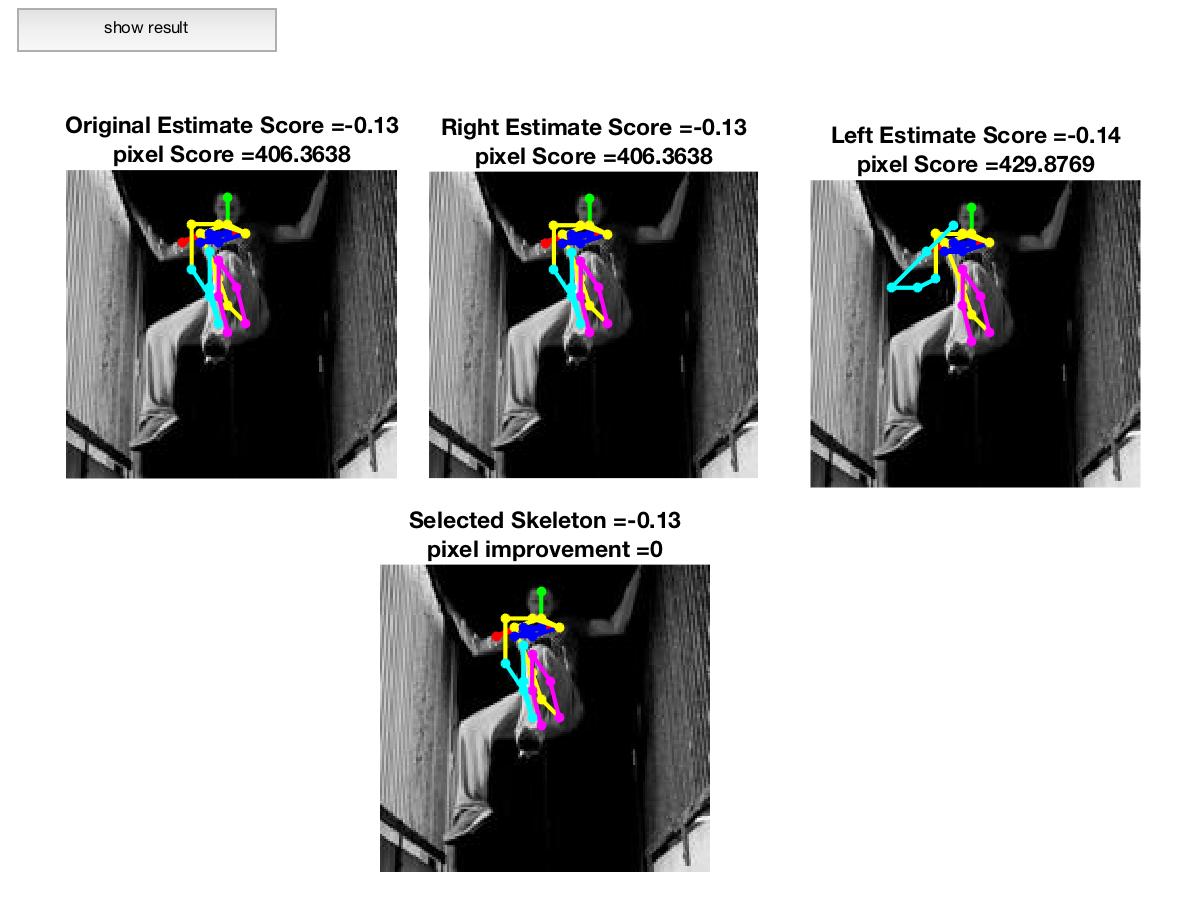 show result
Original Estimate Score =-0.13
pixel Score =406.3638
Right Estimate Score =-0.13
pixel Score =406.3638
Left Estimate Score =-0.14
pixel Score =429.8769
Selected Skeleton =-0.13
pixel improvement =0